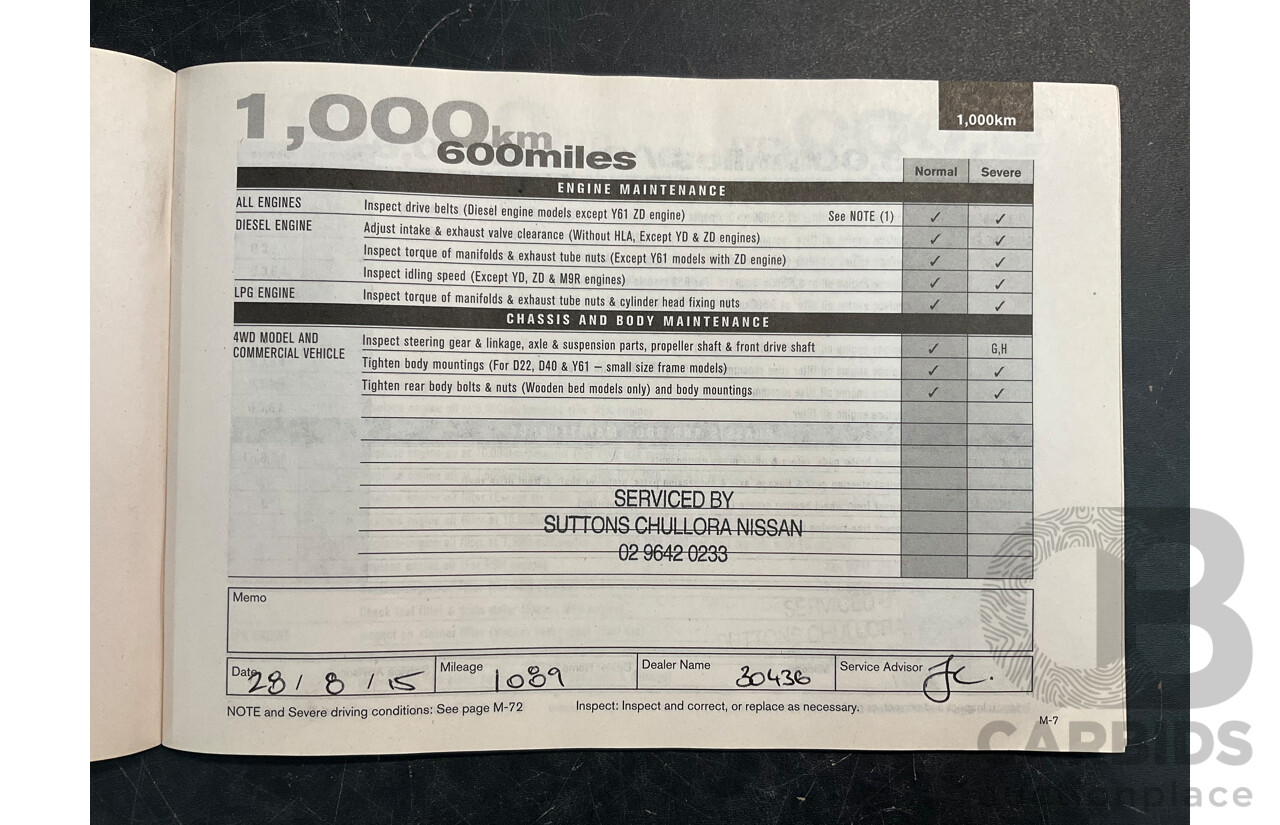 1,000km
600miles
1,000km
Normal Severe
ENGINE MAINTENANCE
ALL ENGINES Inspect drive belts (Diesel engine models except Y61 ZD engine) See NOTE (1) ✓ ✓
DIESEL ENGINE Adjust intake & exhaust valve clearance (Without HLA, Except YD & ZD engines) ✓ ✓
Inspect torque of manifolds & exhaust tube nuts (Except Y61 models with ZD engine) ✓ ✓
Inspect idling speed (Except YD, ZD & M9R engines) ✓ ✓
LPG ENGINE Inspect torque of manifolds & exhaust tube nuts & cylinder head fixing nuts ✓ ✓
CHASSIS AND BODY MAINTENANCE
4WD MODEL AND
COMMERCIAL VEHICLE
Inspect steering gear & linkage, axle & suspension parts, propeller shaft & front drive shaft ✓ G,H
Tighten body mountings (For D22, D40 & Y61 – small size frame models) ✓ ✓
Tighten rear body bolts & nuts (Wooden bed models only) and body mountings ✓ ✓
SERVICED BY
SUTTONS CHULLORA NISSAN
02 9642 0233
Memo
Date 28 / 8 / 15 Mileage 1089 Dealer Name 30436 Service Advisor JC.
NOTE and Severe driving conditions: See page M-72 Inspect: Inspect and correct, or replace as necessary.
M-7
CARBIDS
auctionplace